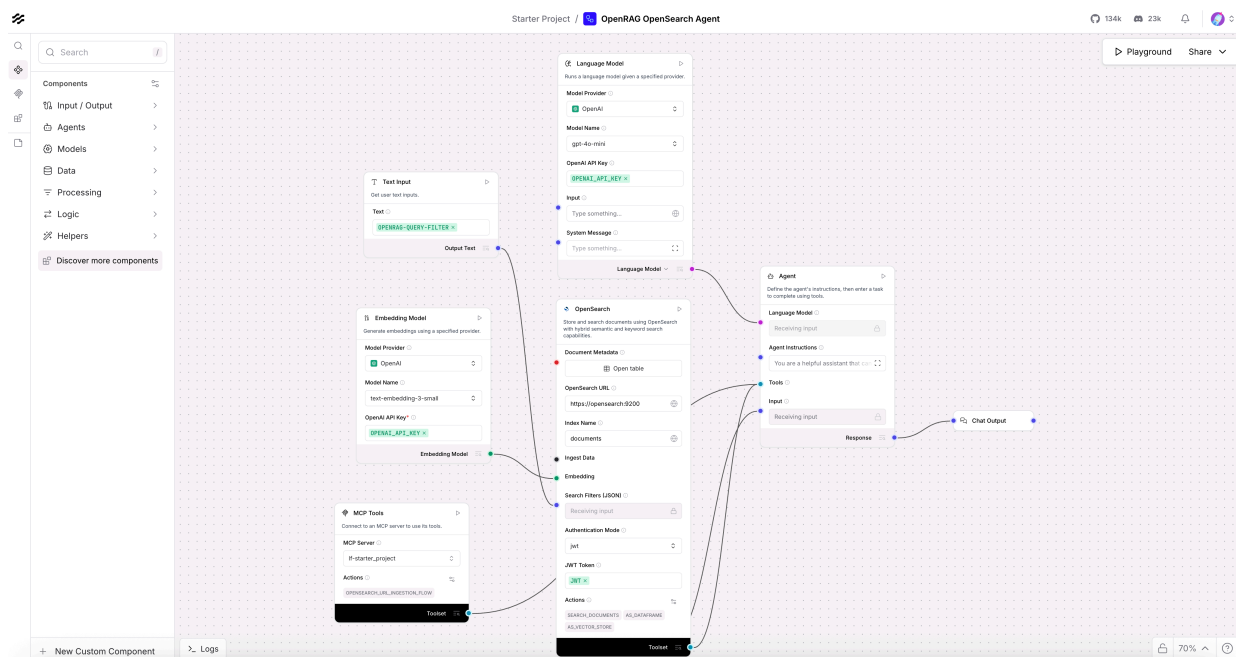 Starter Project / OpenRAG OpenSearch Agent
134k
23k
Search /
Playground
Share
Components
Input / Output
Agents
Models
Data
Processing
Logic
Helpers
Discover more components
New Custom Component
Logs
70%
Language Model
Runs a language model given a specified provider.
Model Provider
OpenAI
Model Name
gpt-4o-mini
OpenAI API Key
OPENAI_API_KEY ×
Input
Type something...
System Message
Type something...
Language Model
Text Input
Get user text inputs.
Text
OPENRAG-QUERY-FILTER ×
Output Text
Embedding Model
Generate embeddings using a specified provider.
Model Provider
OpenAI
Model Name
text-embedding-3-small
OpenAI API Key*
OPENAI_API_KEY ×
Embedding Model
MCP Tools
Connect to an MCP server to use its tools.
MCP Server
lf-starter_project
Actions
OPENSEARCH_URL_INGESTION_FLOW
Toolset
OpenSearch
Store and search documents using OpenSearch
with hybrid semantic and keyword search
capabilities.
Document Metadata
Open table
OpenSearch URL
https://opensearch:9200
Index Name
documents
Ingest Data
Embedding
Search Filters (JSON)
Receiving input
Authentication Mode
jwt
JWT Token
JWT ×
Actions
SEARCH_DOCUMENTS AS_DATAFRAME
AS_VECTOR_STORE
Toolset
Agent
Define the agent's instructions, then enter a task
to complete using tools.
Language Model
Receiving input
Agent Instructions
You are a helpful assistant that ca
Tools
Input
Receiving input
Response
Chat Output